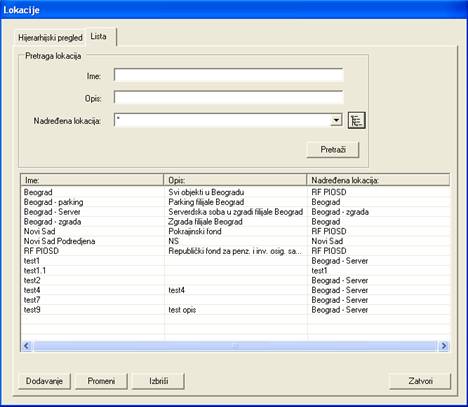 Lokacije
Hijerarhijski pregled Lista
Pretraga lokacija
Ime:
Opis:
Nadređena lokacija: *
Pretraži
Ime: Opis: Nadređena lokacija:
Beograd Svi objekti u Beogradu RF PIOSD
Beograd - parking Parking filijale Beograd Beograd
Beograd - Server Serverdska soba u zgradi filijale Beograd Beograd - zgrada
Beograd - zgrada Zgrada filijale Beograd Beograd
Novi Sad Pokrajinski fond RF PIOSD
Novi Sad Podredjena NS Novi Sad
RF PIOSD Republički fond za penz. i inv. osig. sa... RF PIOSD
test1 Beograd - Server
test1.1 test1
test2 Beograd - Server
test4 test4 Beograd - Server
test7 Beograd - Server
test9 test opis Beograd - Server
Dodavanje Promeni Izbriši Zatvori